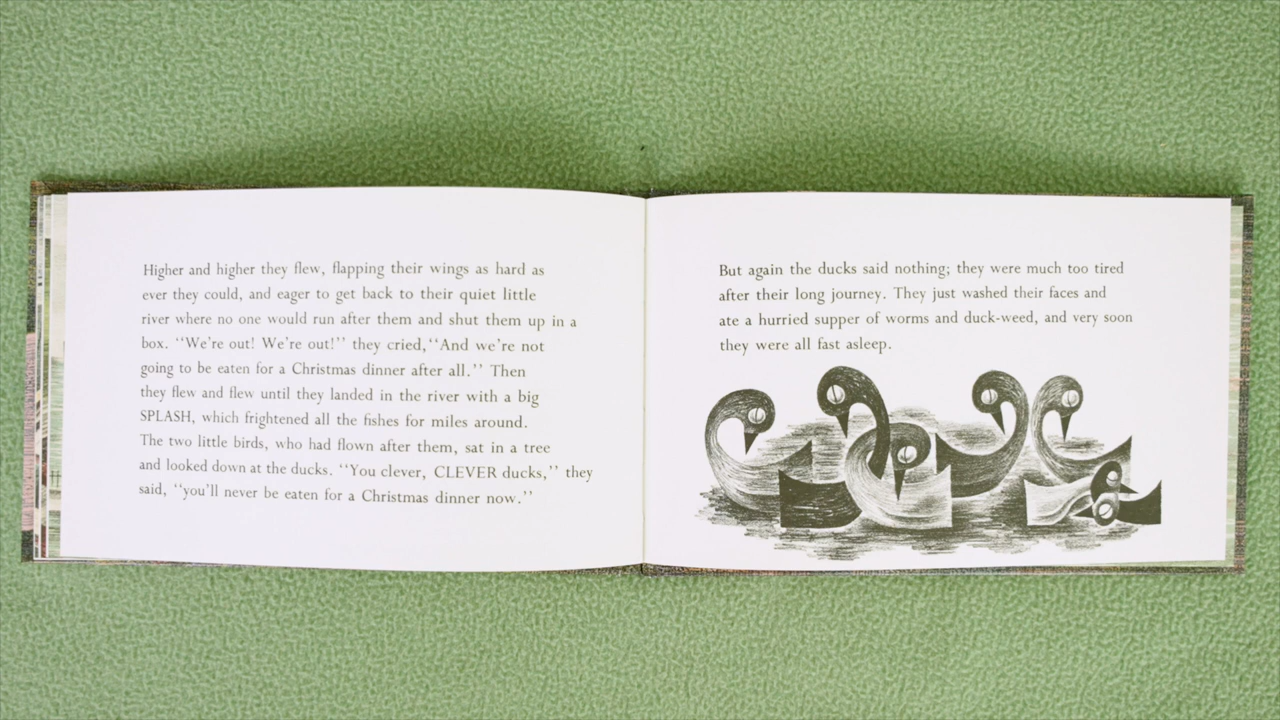 Higher and higher they flew, flapping their wings as hard as
ever they could, and eager to get back to their quiet little
river where no one would run after them and shut them up in a
box. ‘‘We’re out! We’re out!’’ they cried,‘‘And we’re not
going to be eaten for a Christmas dinner after all.’’ Then
they flew and flew until they landed in the river with a big
SPLASH, which frightened all the fishes for miles around.
The two little birds, who had flown after them, sat in a tree
and looked down at the ducks. ‘‘You clever, CLEVER ducks,’’ they
said, ‘‘you’ll never be eaten for a Christmas dinner now.’’
But again the ducks said nothing; they were much too tired
after their long journey. They just washed their faces and
ate a hurried supper of worms and duck-weed, and very soon
they were all fast asleep.